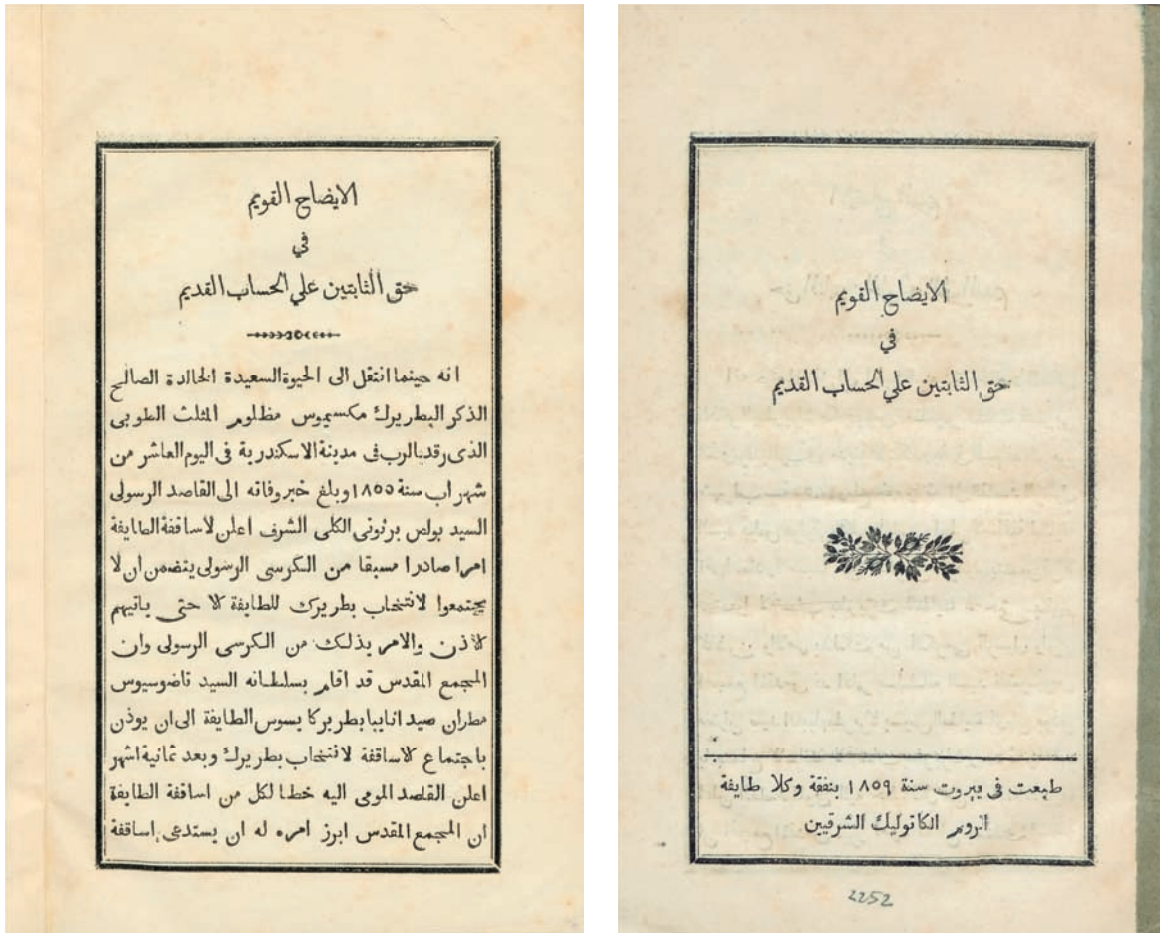 الايضاح القويم
في
حق الثابتين علي الحساب القديم
طبعت في بيروت سنة ١٨٥٩ بنفقة وكلا طايفة
الروم الكاتوليك الشرقيين
2252
الايضاح القويم
في
حق الثابتين علي الحساب القديم
انه حينما انتقل الى الحيوة السعيدة الخالدة الصالح
الذكر البطريرك مكسيموس مظلوم المثلث الطوبى
الذى رقد بالرب فى مدينة الاسكندرية فى اليوم العاشر من
شهر اب سنة ١٨٥٥ وبلغ خبر وفاته الى القاصد الرسولى
السيد بولص برنونى الكلى الشرف اعلن لاساقفة الطايفة
امرا صادرا مسبقا من الكرسى الرسولى يتضمن ان لا
يجتمعوا لانتخاب بطريرك للطايفة الا حتى ياتيهم
الاذن والامر بذلك من الكرسى الرسولى وان
المجمع المقدس قد اقام بسلطانه السيد تاضوسيوس
مطران صيدا نايبا بطريركا يسوس الطايفة الى ان يوذن
باجتماع الاساقفة لانتخاب بطريرك وبعد ثمانية اشهر
اعلن القاصد المومى اليه خطا لكل من اساقفة الطايفة
ان المجمع المقدس ابرز امره له ان يستدعى اساقفة